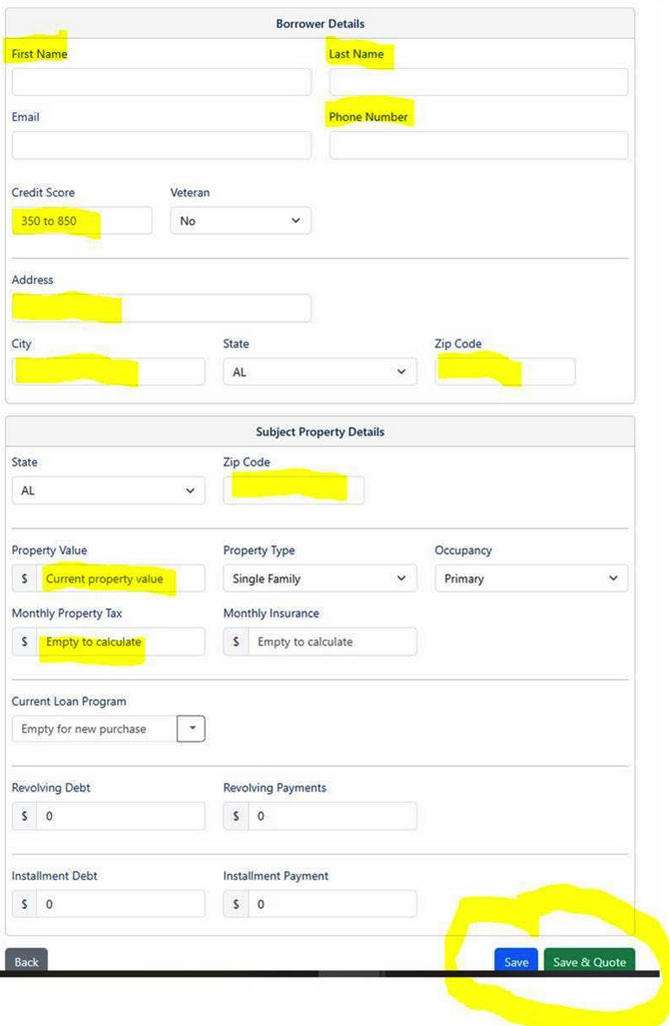 Borrower Details
First Name Last Name
Email Phone Number
Credit Score Veteran
350 to 850 No
Address
City State Zip Code
AL
Subject Property Details
State Zip Code
AL
Property Value Property Type Occupancy
$ Current property value Single Family Primary
Monthly Property Tax Monthly Insurance
$ Empty to calculate $ Empty to calculate
Current Loan Program
Empty for new purchase
Revolving Debt Revolving Payments
$ 0 $ 0
Installment Debt Installment Payment
$ 0 $ 0
Back Save Save & Quote